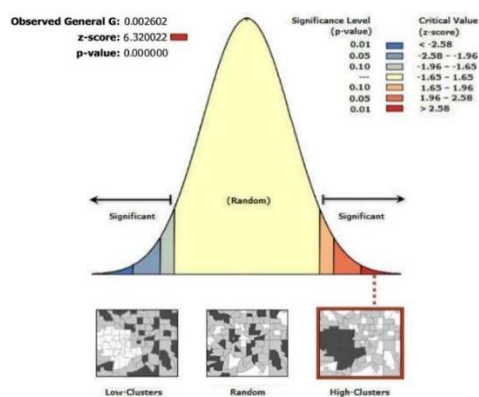 Observed General G: 0.002602
z-score: 6.320022
p-value: 0.000000
Significance Level
(p-value)
Critical Value
(z-score)
0.01 < -2.58
0.05 -2.58 - -1.96
0.10 -1.96 - -1.65
--- -1.65 - 1.65
0.10 1.65 - 1.96
0.05 1.96 - 2.58
0.01 > 2.58
Significant
(Random)
Significant
Low-Clusters
Random
High-Clusters